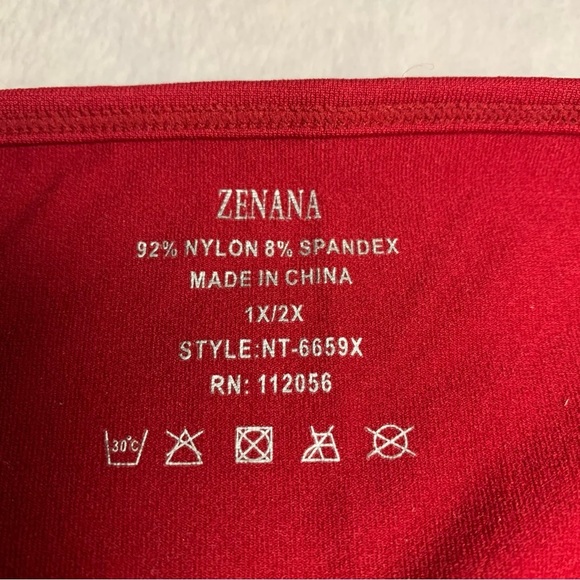 ZENANA
92% NYLON 8% SPANDEX
MADE IN CHINA
1X/2X
STYLE:NT-6659X
RN: 112056
30°C